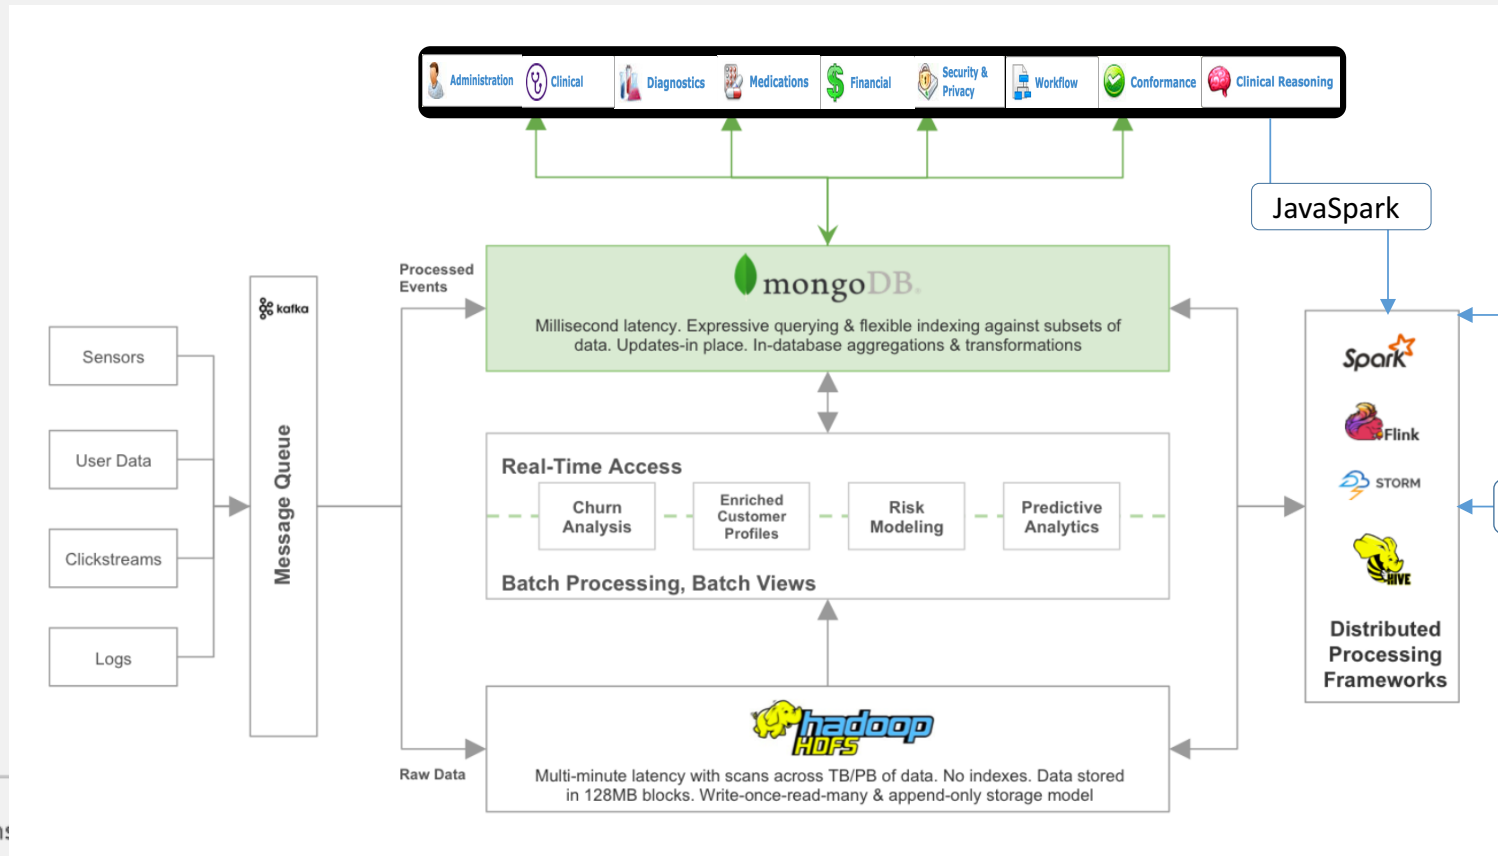 Administration
Clinical
Diagnostics
Medications
Financial
Security &
Privacy
Workflow
Conformance
Clinical Reasoning
JavaSpark
Processed
Events
mongoDB.
Millisecond latency. Expressive querying & flexible indexing against subsets of
data. Updates-in place. In-database aggregations & transformations
kafka
Message Queue
Sensors
User Data
Clickstreams
Logs
Real-Time Access
Churn
Analysis
Enriched
Customer
Profiles
Risk
Modeling
Predictive
Analytics
Batch Processing, Batch Views
Raw Data
hadoop
HDFS
Multi-minute latency with scans across TB/PB of data. No indexes. Data stored
in 128MB blocks. Write-once-read-many & append-only storage model
Spark
Flink
STORM
HIVE
Distributed
Processing
Frameworks